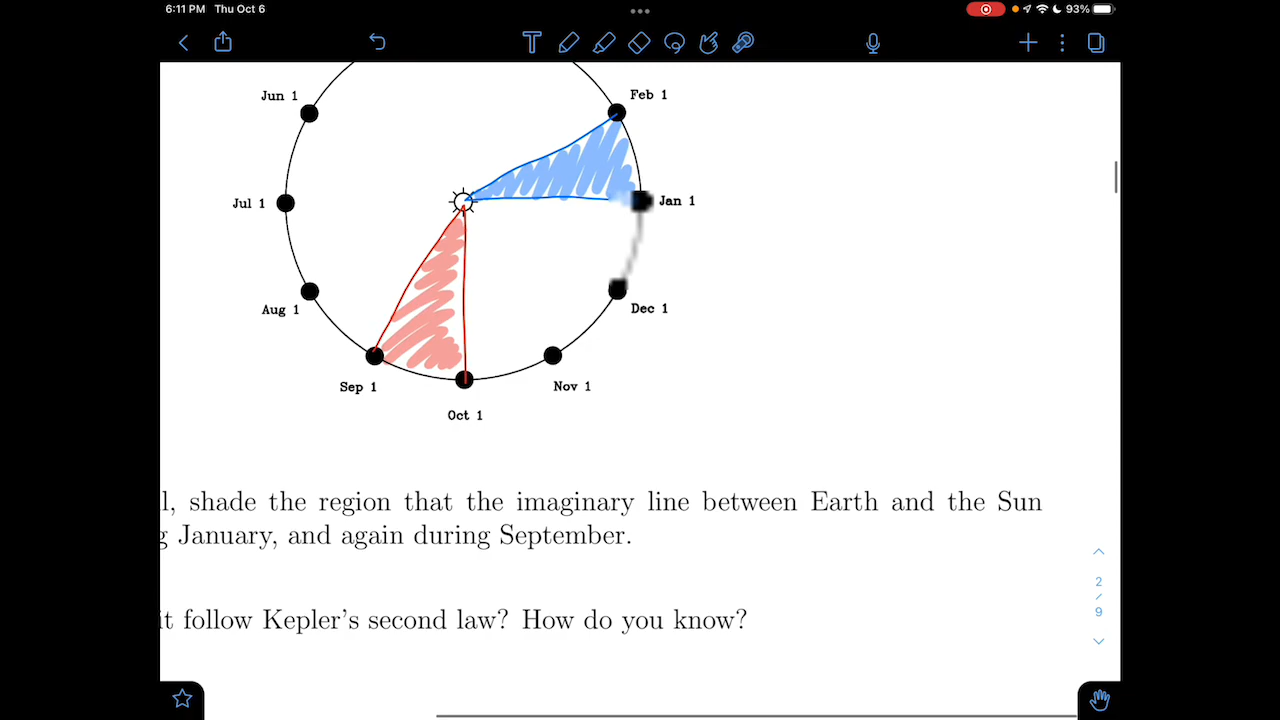 6:11 PM Thu Oct 6
93%
Jun 1
Feb 1
Jul 1
Jan 1
Aug 1
Dec 1
Sep 1
Nov 1
Oct 1
l, shade the region that the imaginary line between Earth and the Sun
g January, and again during September.
it follow Kepler's second law? How do you know?
2
/
9